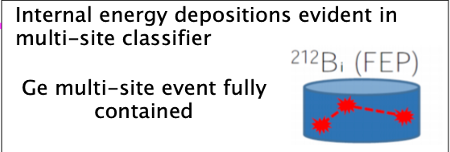 Internal energy depositions evident in
multi-site classifier
²¹²Bi (FEP)
Ge multi-site event fully
contained